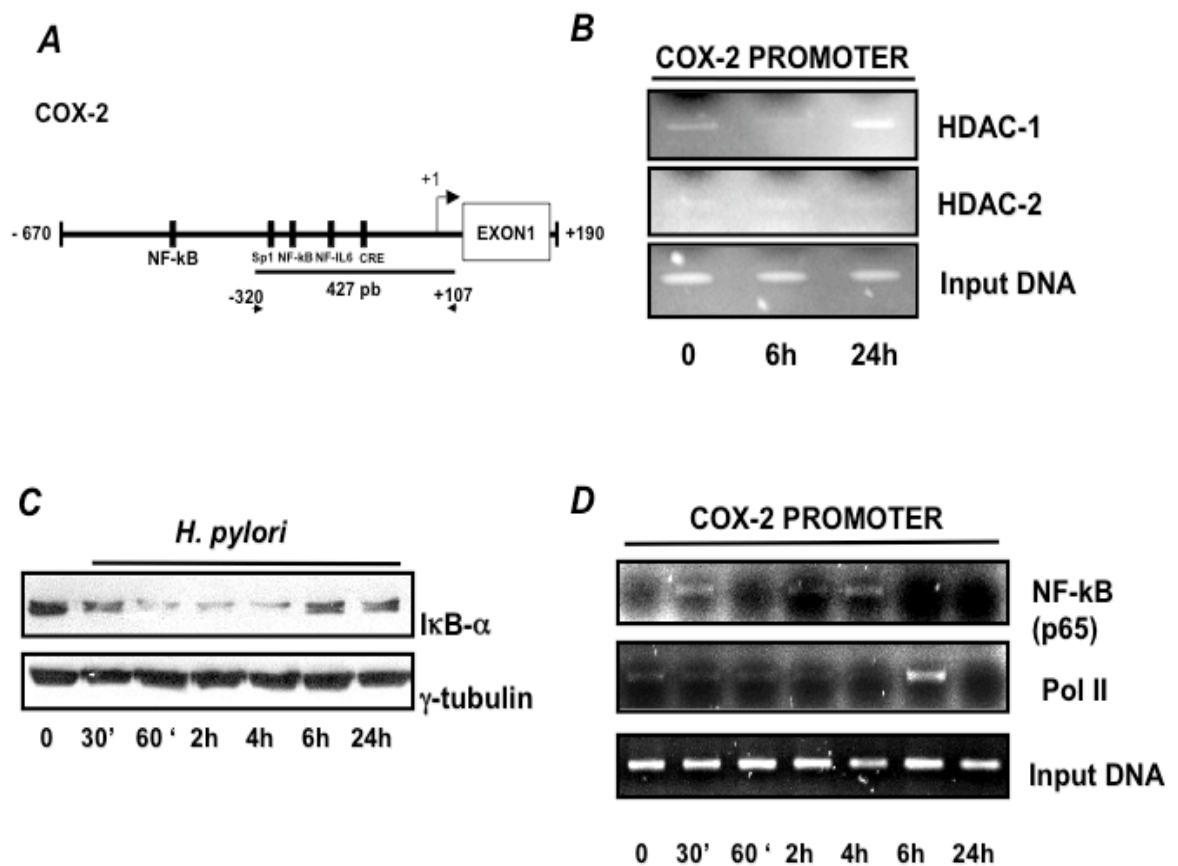 A
COX-2
+1
- 670
EXON1
+190
NF-kB
Sp1 NF-kB NF-IL6 CRE
-320
427 pb
+107
B
COX-2 PROMOTER
HDAC-1
HDAC-2
Input DNA
0 6h 24h
C
H. pylori
IκB-α
γ-tubulin
0 30’ 60 ‘ 2h 4h 6h 24h
D
COX-2 PROMOTER
NF-kB
(p65)
Pol II
Input DNA
0 30’ 60 ‘ 2h 4h 6h 24h